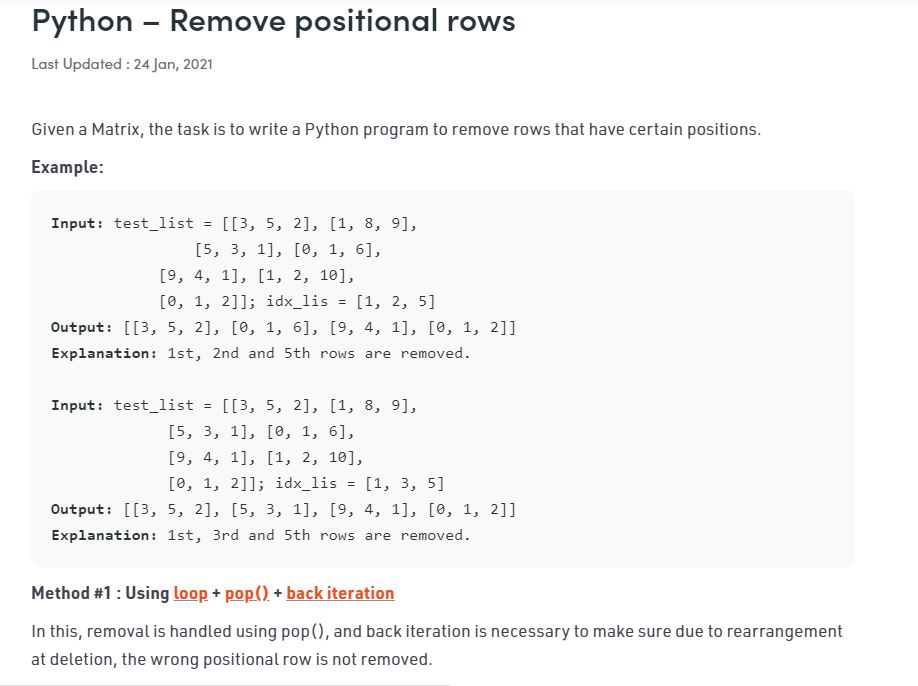 Python – Remove positional rows
Last Updated : 24 Jan, 2021
Given a Matrix, the task is to write a Python program to remove rows that have certain positions.
Example:
Input: test_list = [[3, 5, 2], [1, 8, 9],
[5, 3, 1], [0, 1, 6],
[9, 4, 1], [1, 2, 10],
[0, 1, 2]]; idx_lis = [1, 2, 5]
Output: [[3, 5, 2], [0, 1, 6], [9, 4, 1], [0, 1, 2]]
Explanation: 1st, 2nd and 5th rows are removed.
Input: test_list = [[3, 5, 2], [1, 8, 9],
[5, 3, 1], [0, 1, 6],
[9, 4, 1], [1, 2, 10],
[0, 1, 2]]; idx_lis = [1, 3, 5]
Output: [[3, 5, 2], [5, 3, 1], [9, 4, 1], [0, 1, 2]]
Explanation: 1st, 3rd and 5th rows are removed.
Method #1 : Using loop + pop() + back iteration
In this, removal is handled using pop(), and back iteration is necessary to make sure due to rearrangement
at deletion, the wrong positional row is not removed.